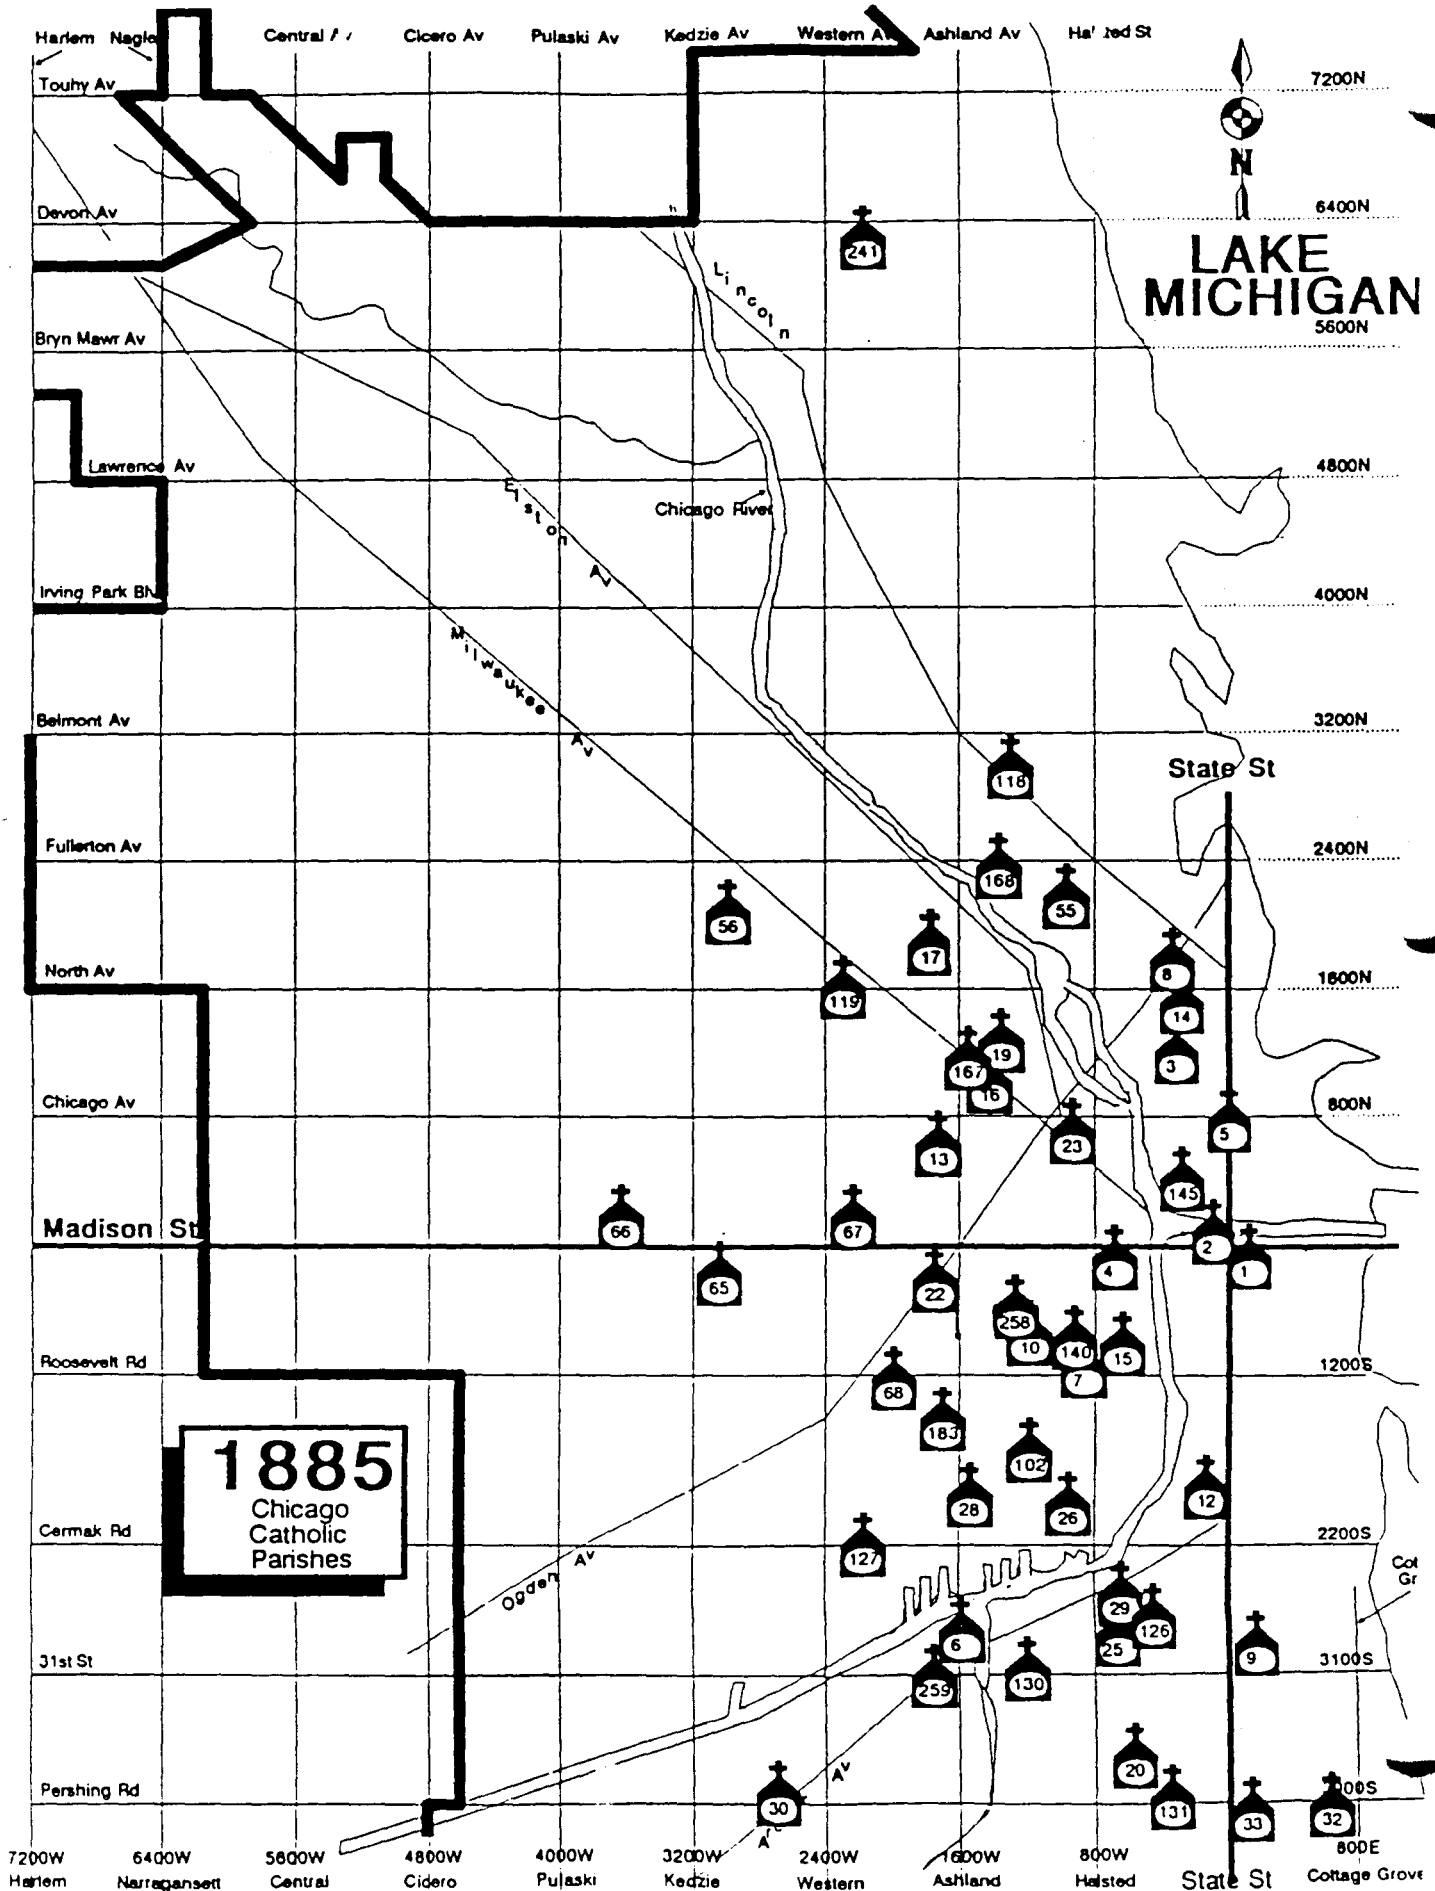 Harlem Nagle Central Cicero Av Pulaski Av Kedzie Av Western Av Ashland Av Halsted St
Touhy Av 7200N
N
Devon Av 6400N
241
LAKE
MICHIGAN
Lincoln
Bryn Mawr Av 5600N
Lawrence Av 4800N
Elston Av
Chicago River
Irving Park Blv 4000N
Milwaukee Av
Belmont Av 3200N
State St
118
Fullerton Av 2400N
168
55
56
17
8
North Av 1600N
119
14
19
3
167
16
Chicago Av 800N
5
23
13
145
Madison St
66
67
2
4
1
65
22
258
10
140
15
Roosevelt Rd 1200S
7
68
183
102
1885
Chicago
Catholic
Parishes
28
26
12
Cermak Rd 2200S
127
Ogden Av
Cot
Gr
29
126
6
25
9
31st St 3100S
259
130
20
Av
Pershing Rd 00S
30
131
33
32
7200W 6400W 5600W 4800W 4000W 3200W 2400W 1600W 800W 800E
Harlem Narragansett Central Cicero Pulaski Kedzie Western Ashland Halsted State St Cottage Grove